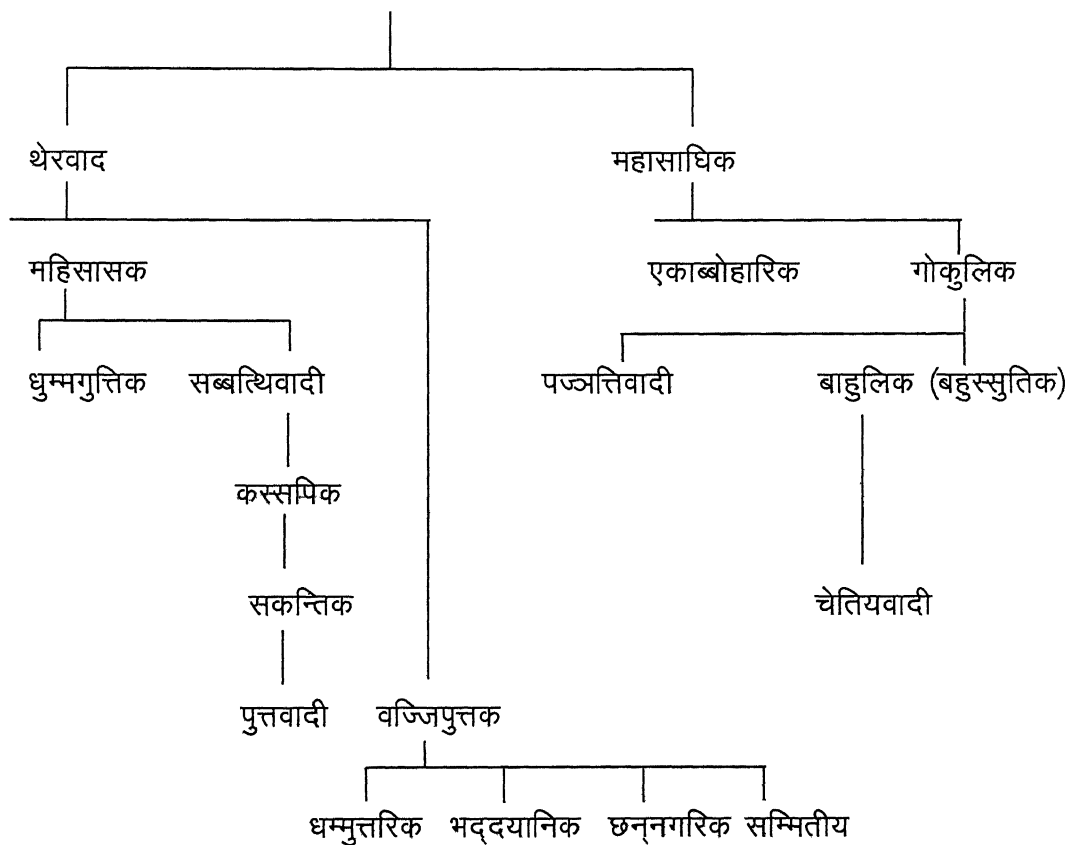 थेरवाद महासाधिक
महिसासक एकाब्बोहारिक गोकुलिक
धुम्मगुत्तिक सब्बत्थिवादी पञ्ञत्तिवादी बाहुलिक (बहुस्सुतिक)
कस्सपिक
सकन्तिक चेतियवादी
पुत्तवादी वज्जिपुत्तक
धम्मुत्तरिक भद्‌दयानिक छन्‌नगरिक सम्मितीय